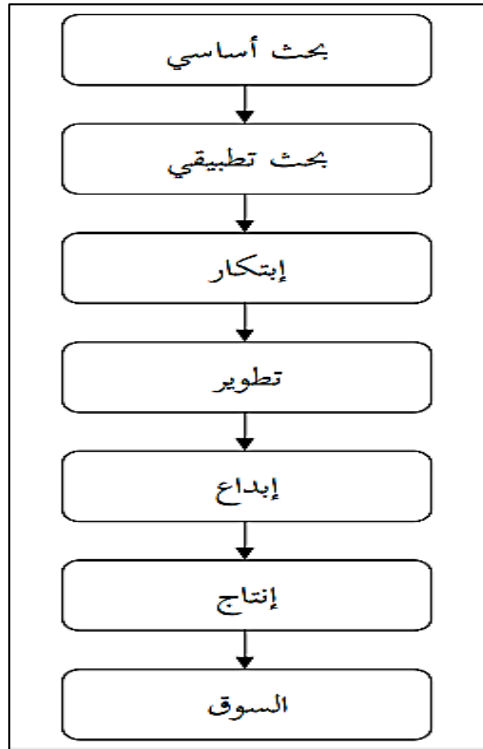 بحث أساسي
بحث تطبيقي
إبتكار
تطوير
إبداع
إنتاج
السوق